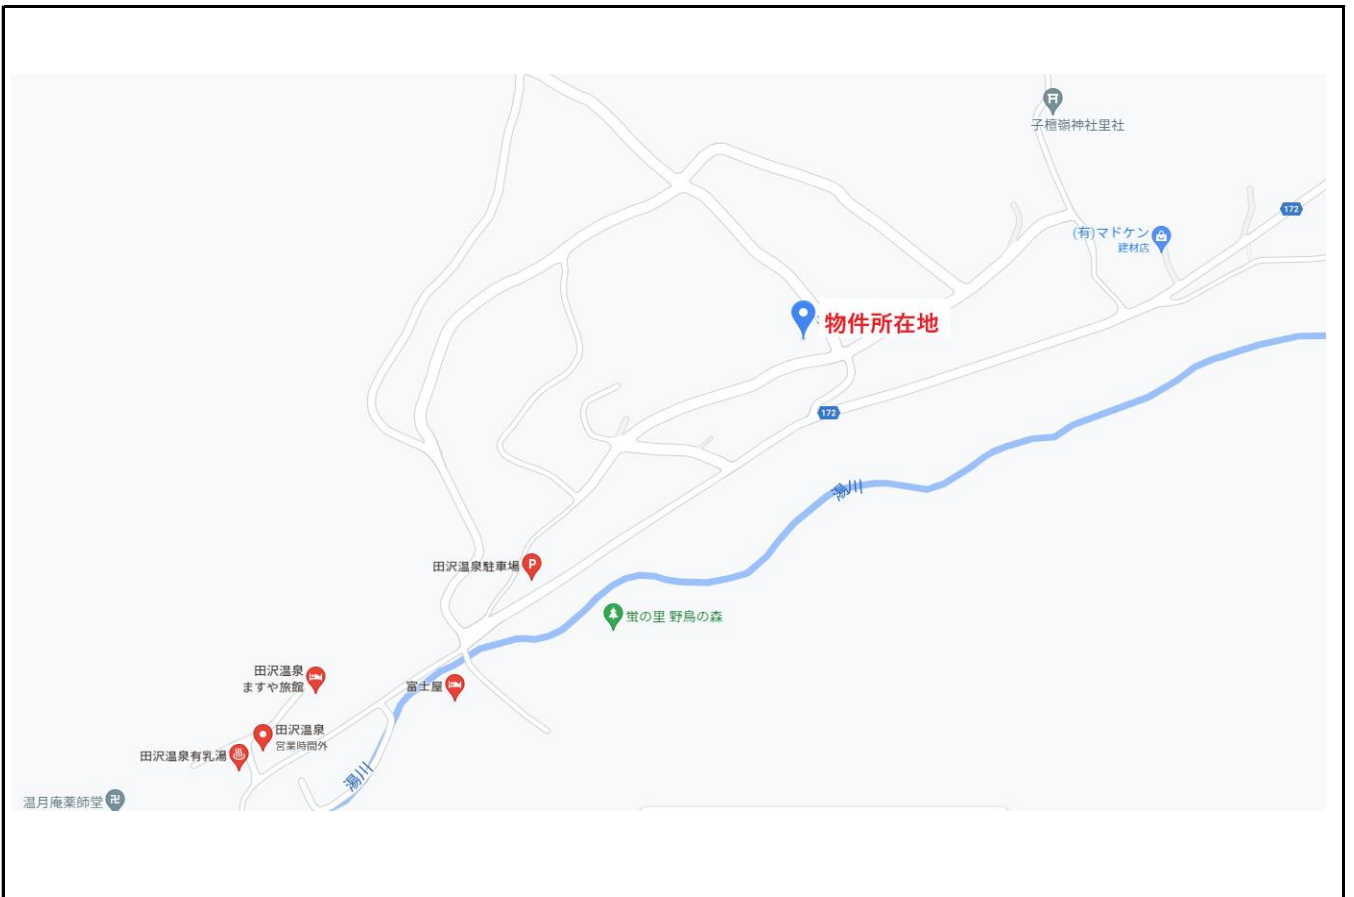 子檀嶺神社里社
172
(有)マドケン
建材店
物件所在地
172
湯川
田沢温泉駐車場
P
蛍の里 野鳥の森
田沢温泉
ますや旅館
富士屋
田沢温泉
営業時間外
田沢温泉有乳湯
湯川
温月庵薬師堂
卍